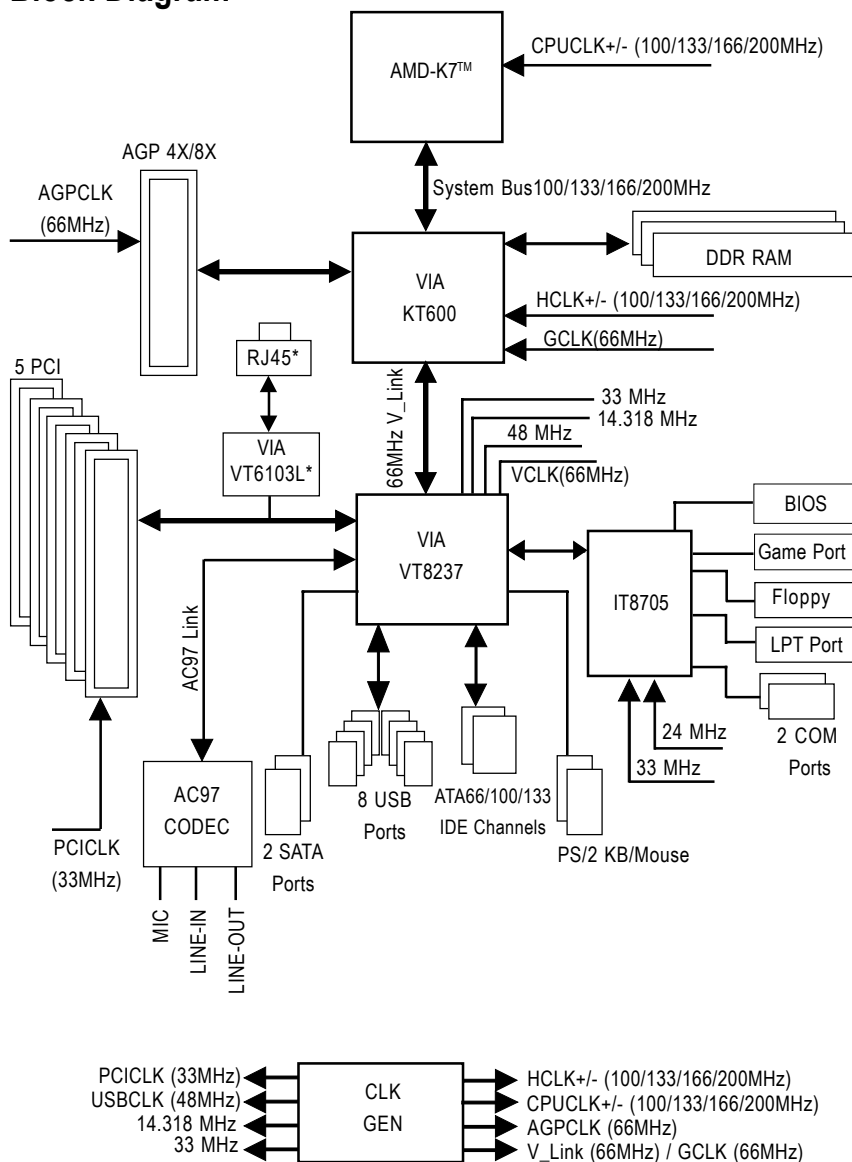 Block Diagram
AMD-K7™
CPUCLK+/- (100/133/166/200MHz)
System Bus100/133/166/200MHz
AGP 4X/8X
AGPCLK
(66MHz)
VIA
KT600
DDR RAM
HCLK+/- (100/133/166/200MHz)
GCLK(66MHz)
RJ45*
5 PCI
VIA
VT6103L*
66MHz V_Link
33 MHz
14.318 MHz
48 MHz
VCLK(66MHz)
VIA
VT8237
IT8705
BIOS
Game Port
Floppy
LPT Port
2 COM
Ports
24 MHz
33 MHz
AC97 Link
AC97
CODEC
PCICLK
(33MHz)
MIC
LINE-IN
LINE-OUT
2 SATA
Ports
8 USB
Ports
ATA66/100/133
IDE Channels
PS/2 KB/Mouse
PCICLK (33MHz)
USBCLK (48MHz)
14.318 MHz
33 MHz
CLK
GEN
HCLK+/- (100/133/166/200MHz)
CPUCLK+/- (100/133/166/200MHz)
AGPCLK (66MHz)
V_Link (66MHz) / GCLK (66MHz)